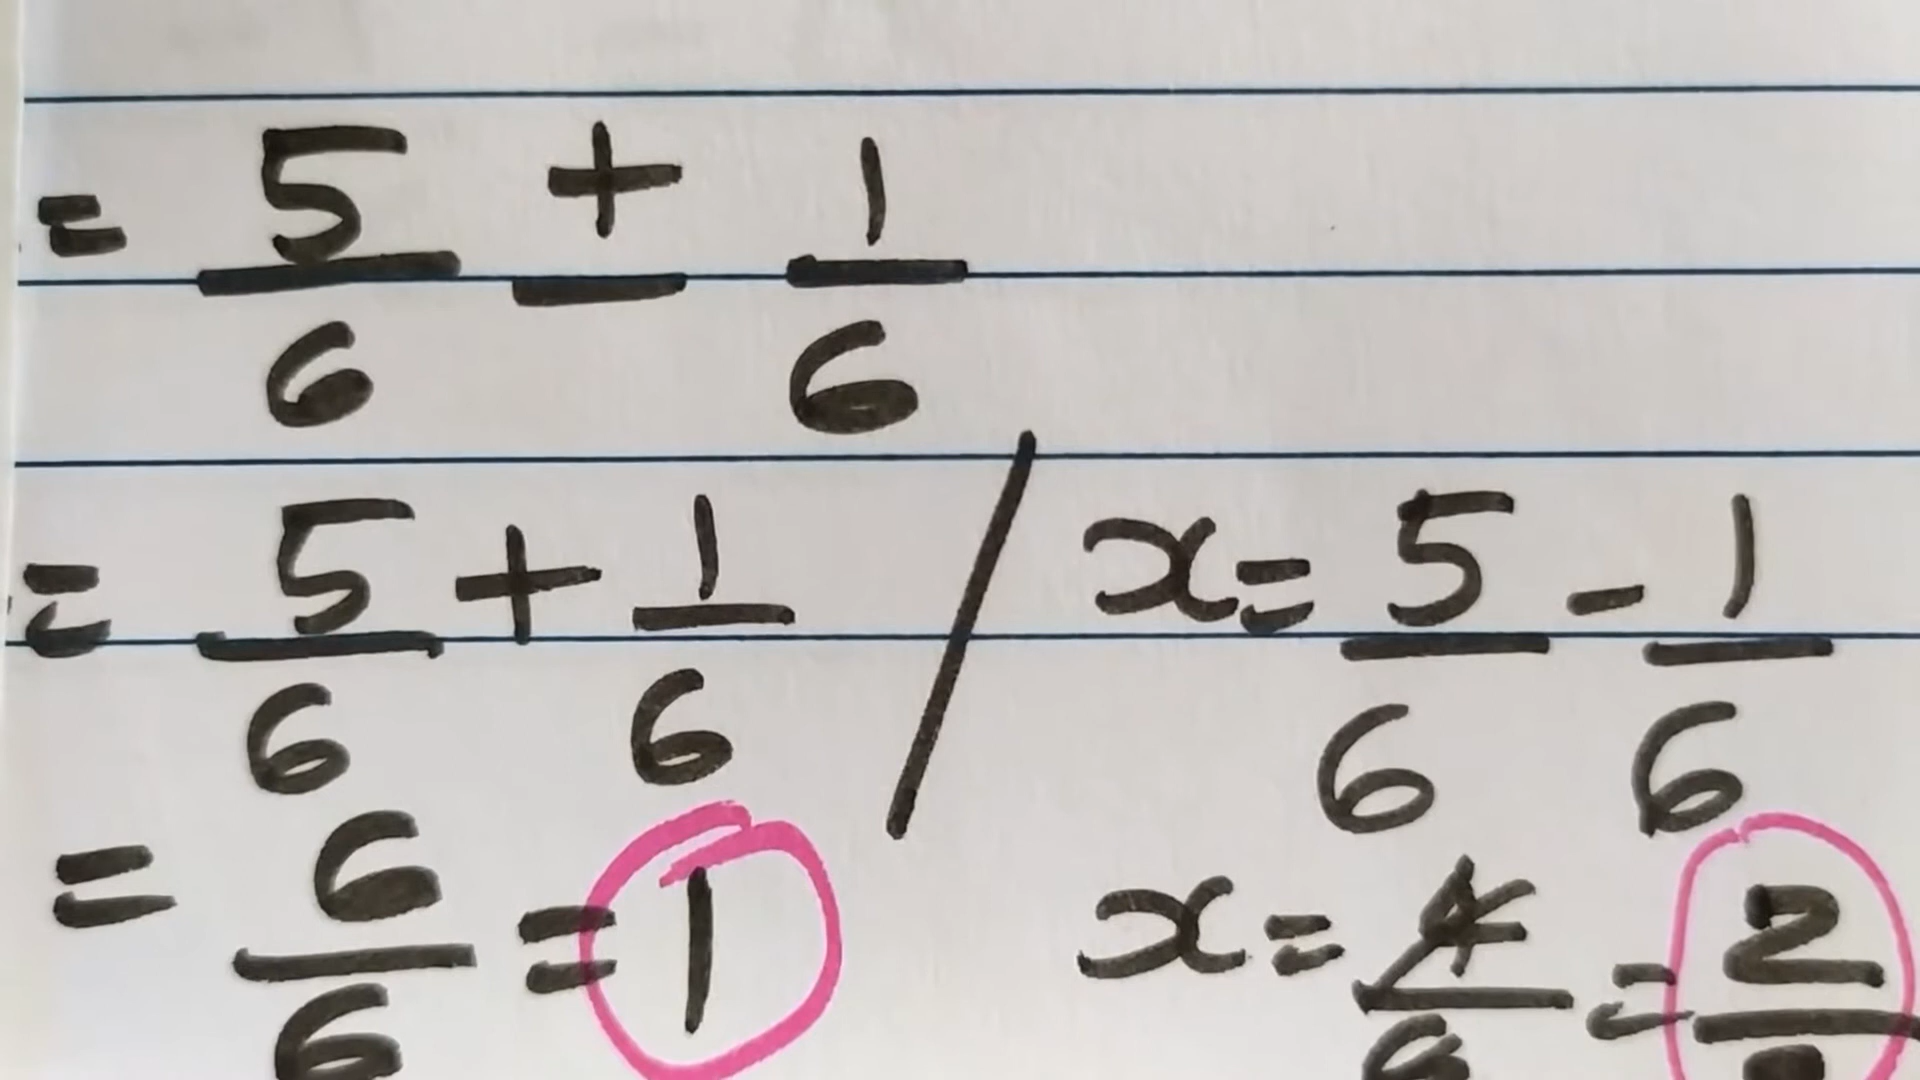 = 5/6 ± 1/6
= 5/6 + 1/6 / x = 5/6 - 1/6
= 6/6 = 1 x = 4/6 = 2